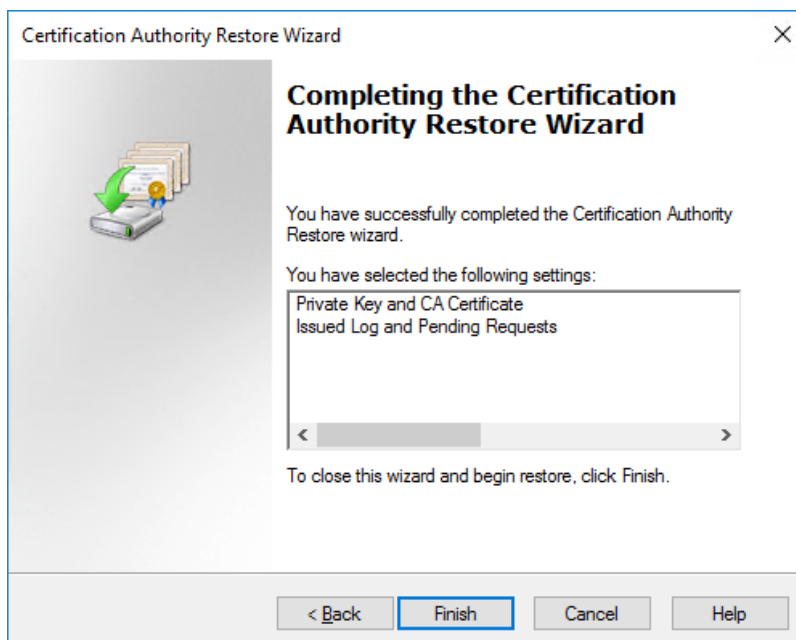 Certification Authority Restore Wizard
Completing the Certification
Authority Restore Wizard
You have successfully completed the Certification Authority
Restore wizard.
You have selected the following settings:
Private Key and CA Certificate
Issued Log and Pending Requests
To close this wizard and begin restore, click Finish.
< Back
Finish
Cancel
Help